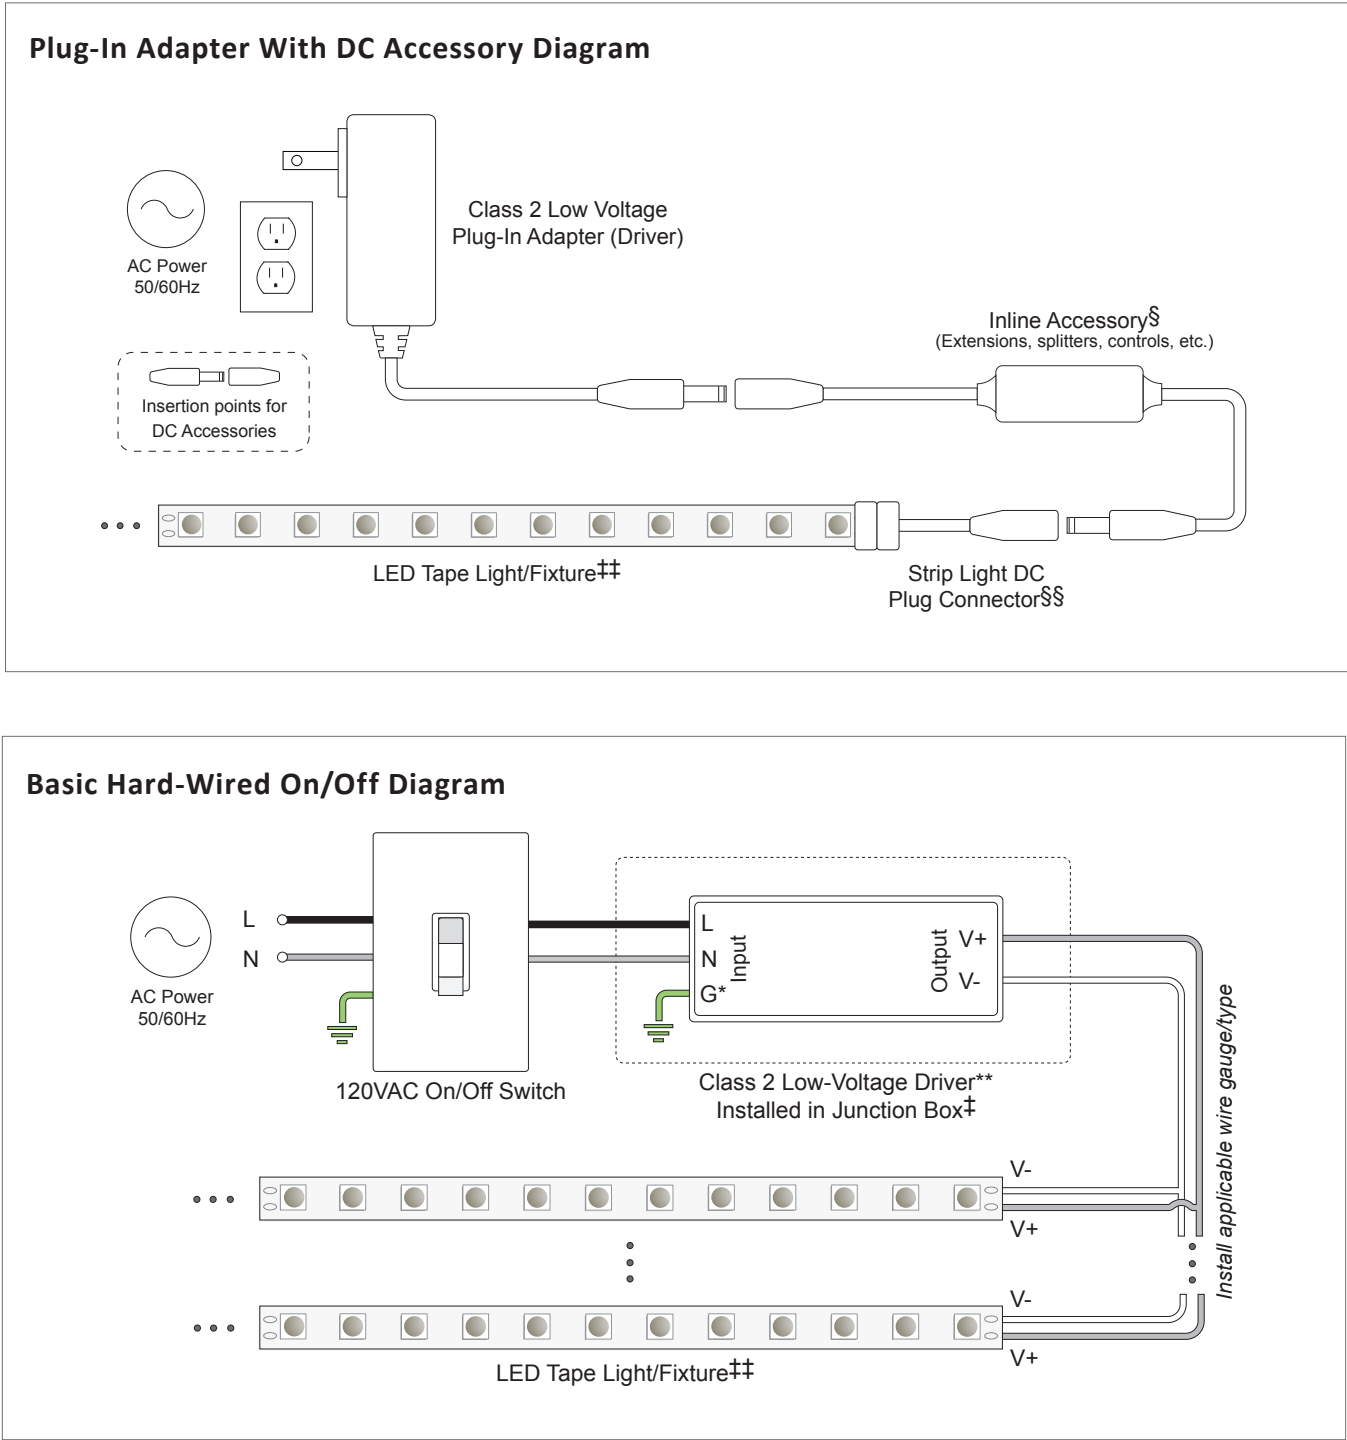 Plug-In Adapter With DC Accessory Diagram
Class 2 Low Voltage
Plug-In Adapter (Driver)
AC Power
50/60Hz
Inline Accessory§
(Extensions, splitters, controls, etc.)
Insertion points for
DC Accessories
LED Tape Light/Fixture‡‡
Strip Light DC
Plug Connector§§
Basic Hard-Wired On/Off Diagram
AC Power
50/60Hz
L
N
120VAC On/Off Switch
L
N
G*
Input
Output
V+
V-
Class 2 Low-Voltage Driver**
Installed in Junction Box‡
Install applicable wire gauge/type
V-
V+
V-
V+
LED Tape Light/Fixture‡‡